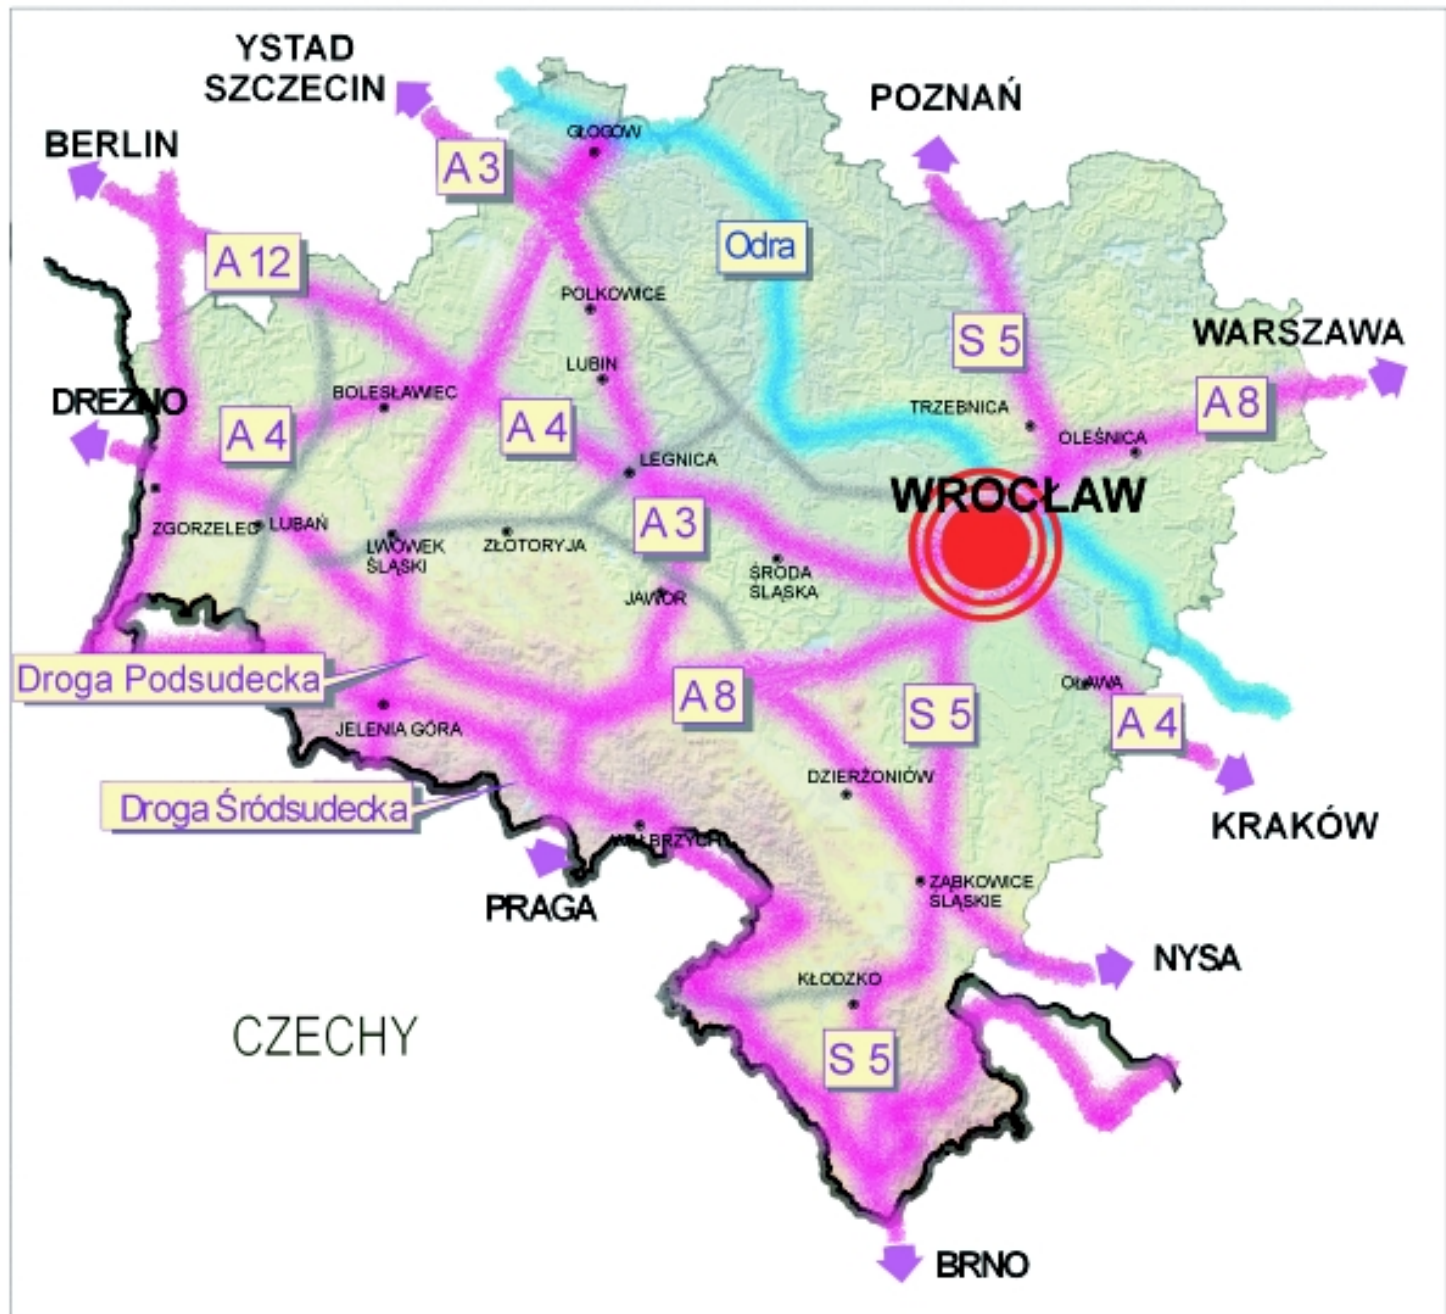 YSTAD
SZCZECIN
POZNAŃ
BERLIN
GŁOGÓW
A 3
Odra
A 12
POLKOWICE
S 5
WARSZAWA
LUBIN
BOLESŁAWIEC
DREZNO
A 8
TRZEBNICA
A 4
A 4
OLEŚNICA
LEGNICA
WROCŁAW
ZGORZELEC
LUBAŃ
A 3
LWÓWEK
ŚLĄSKI
ZŁOTORYJA
ŚRODA
ŚLĄSKA
JAWOR
Droga Podsudecka
A 8
OŁAWA
S 5
A 4
JELENIA GÓRA
DZIERŻONIÓW
Droga Śródsudecka
KRAKÓW
WAŁBRZYCH
ZĄBKOWICE
ŚLĄSKIE
PRAGA
NYSA
KŁODZKO
CZECHY
S 5
BRNO